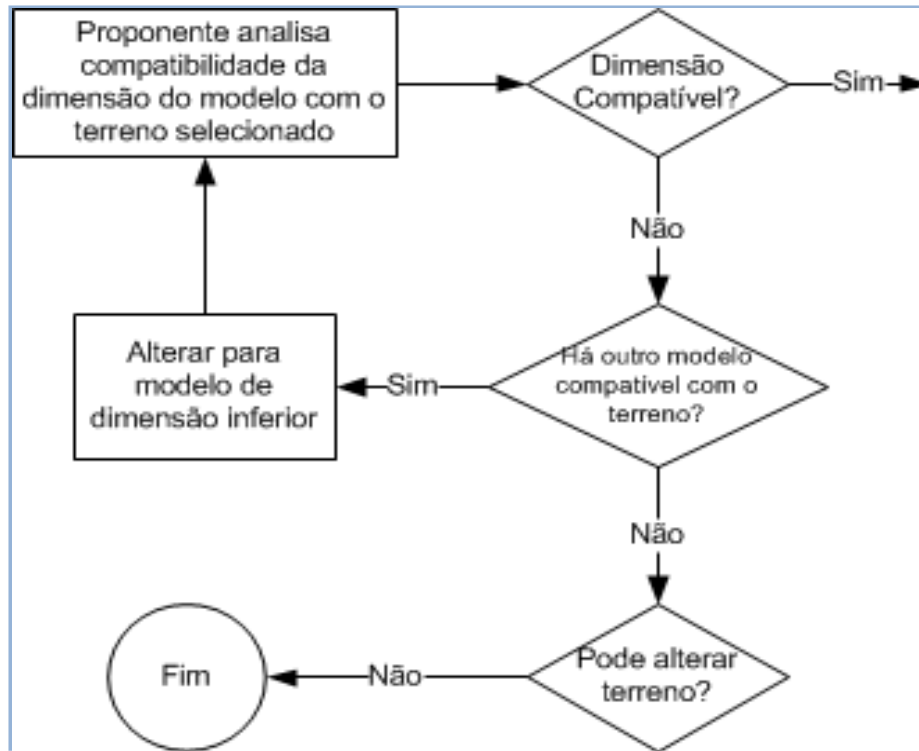 Proponente analisa
compatibilidade da
dimensão do modelo com o
terreno selecionado
Dimensão
Compatível?
Sim
Não
Há outro modelo
compatível com o
terreno?
Sim
Alterar para
modelo de
dimensão inferior
Não
Pode alterar
terreno?
Não
Fim